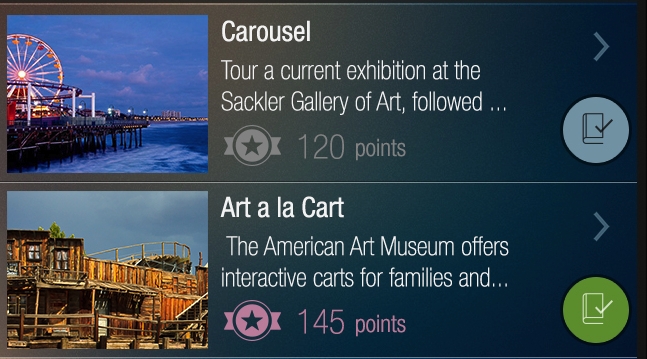 Carousel
Tour a current exhibition at the
Sackler Gallery of Art, followed ...
120 points
Art a la Cart
The American Art Museum offers
interactive carts for families and...
145 points